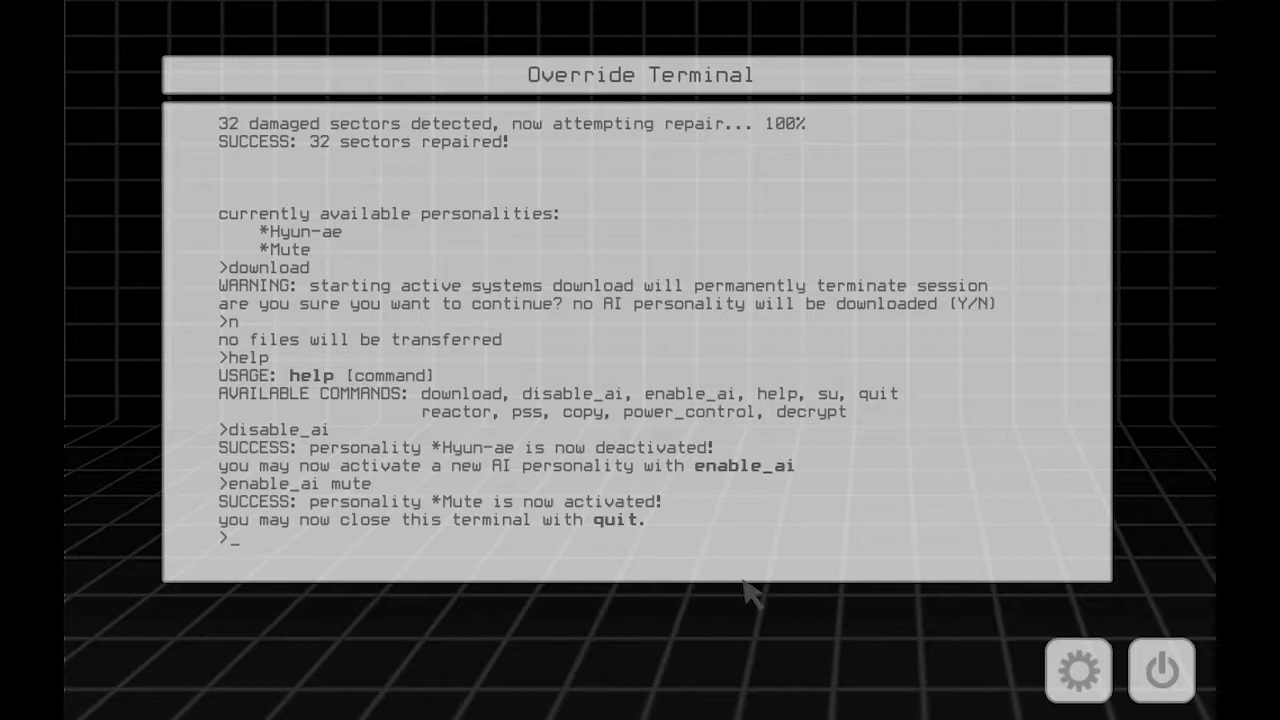 Override Terminal
32 damaged sectors detected, now attempting repair... 100%
SUCCESS: 32 sectors repaired!
currently available personalities:
*Hyun-ae
*Mute
>download
WARNING: starting active systems download will permanently terminate session
are you sure you want to continue? no AI personality will be downloaded (Y/N)
>n
no files will be transferred
>help
USAGE: help [command]
AVAILABLE COMMANDS: download, disable_ai, enable_ai, help, su, quit
reactor, pss, copy, power_control, decrypt
>disable_ai
SUCCESS: personality *Hyun-ae is now deactivated!
you may now activate a new AI personality with enable_ai
>enable_ai mute
SUCCESS: personality *Mute is now activated!
you may now close this terminal with quit.
>_